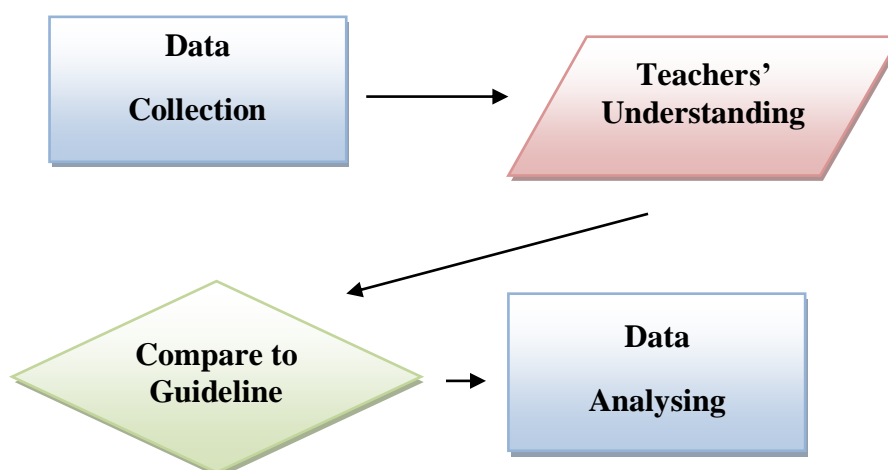 Data
Collection
Teachers’
Understanding
Compare to
Guideline
Data
Analysing